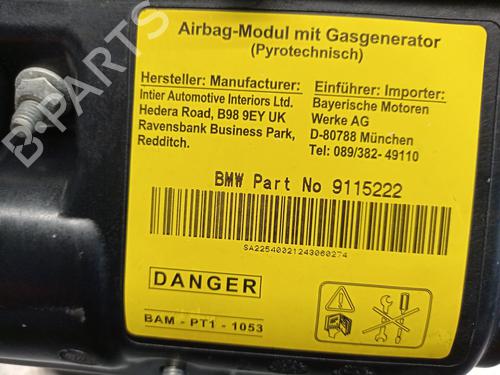 Airbag-Modul mit Gasgenerator
(Pyrotechnisch)
Hersteller: Manufacturer:
Intier Automotive Interiors Ltd.
Hedera Road, B98 9EY UK
Ravensbank Business Park,
Redditch.
Einführer: Importer:
Bayerische Motoren
Werke AG
D-80788 München
Tel: 089/382- 49110
BMW Part No 9115222
SA22540021243060274
DANGER
BAM - PT1 - 1053
B-PARTS